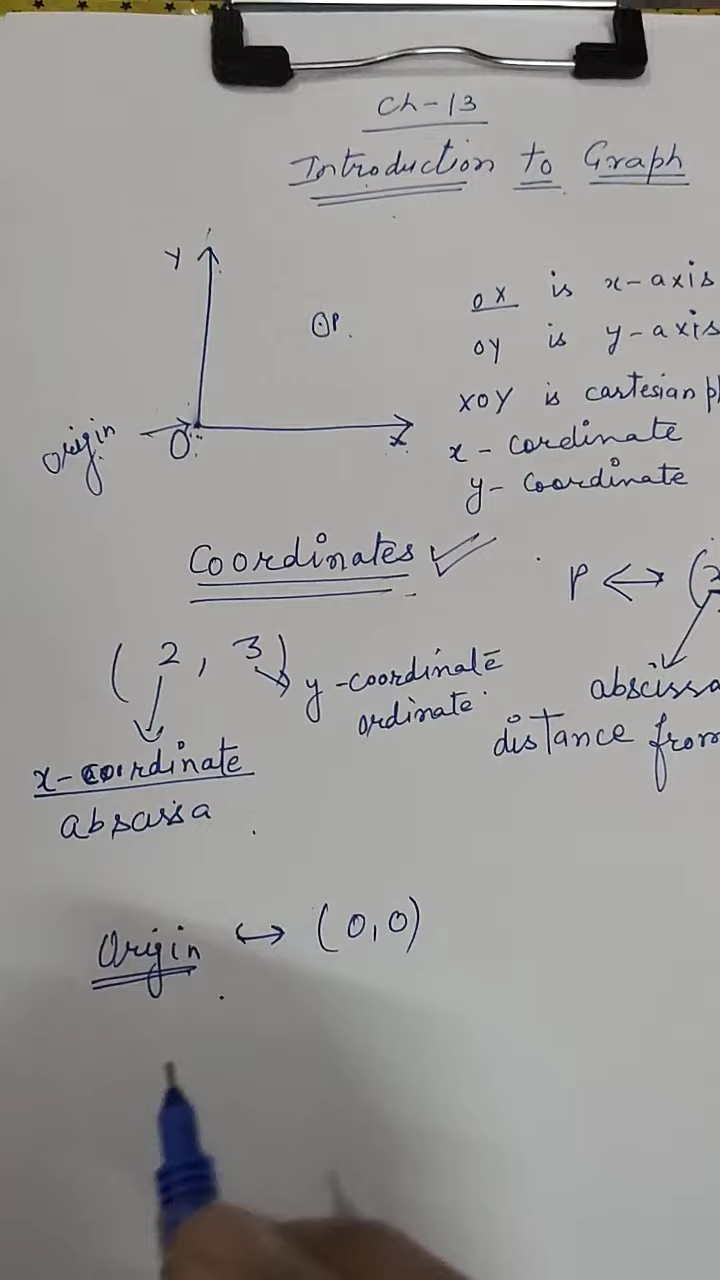 Ch-13
Introduction to Graph
Y
OX is x-axis
P.
OY is y-axis
XOY is cartesian
Origin
O
X
x - cordinate
y - coordinate
Coordinates
P ↔ (
(2, 3)
y-coordinate
ordinate
abscissa
distance from
x-coordinate
abscissa
Origin ↔ (0,0)